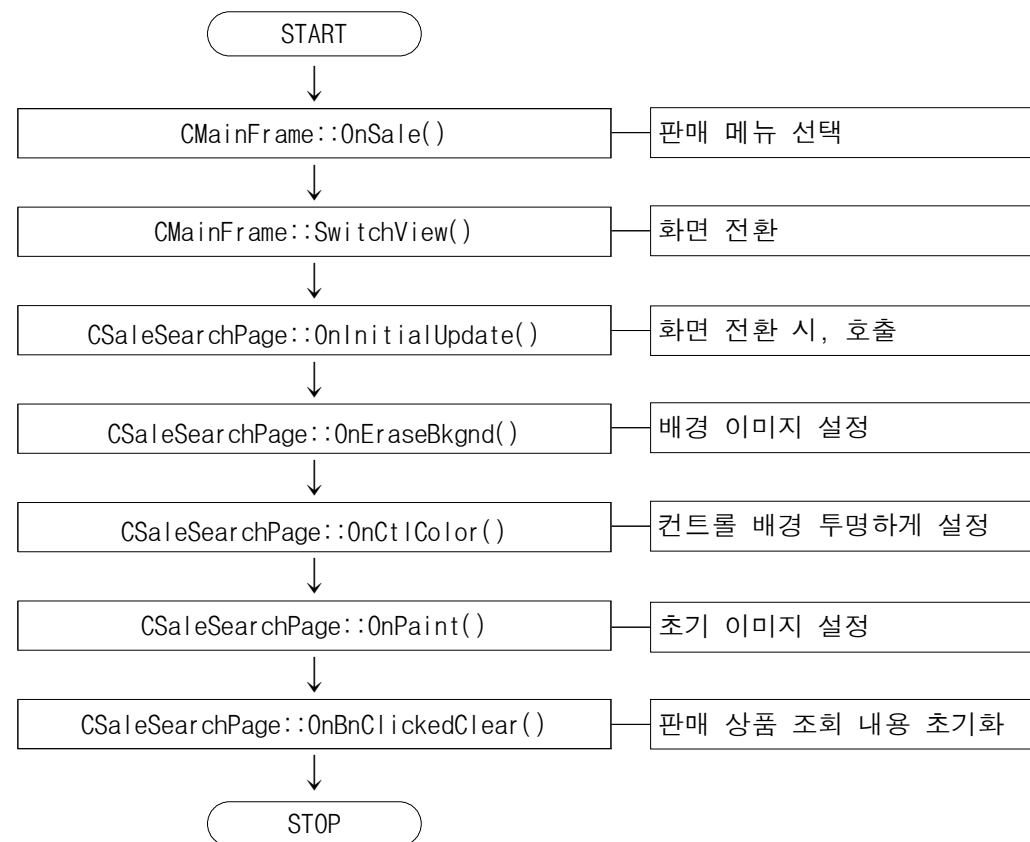 START
CMainFrame::OnSale()
판매 메뉴 선택
CMainFrame::SwitchView()
화면 전환
CSaleSearchPage::OnInitialUpdate()
화면 전환 시, 호출
CSaleSearchPage::OnEraseBkgnd()
배경 이미지 설정
CSaleSearchPage::OnCtlColor()
컨트롤 배경 투명하게 설정
CSaleSearchPage::OnPaint()
초기 이미지 설정
CSaleSearchPage::OnBnClickedClear()
판매 상품 조회 내용 초기화
STOP